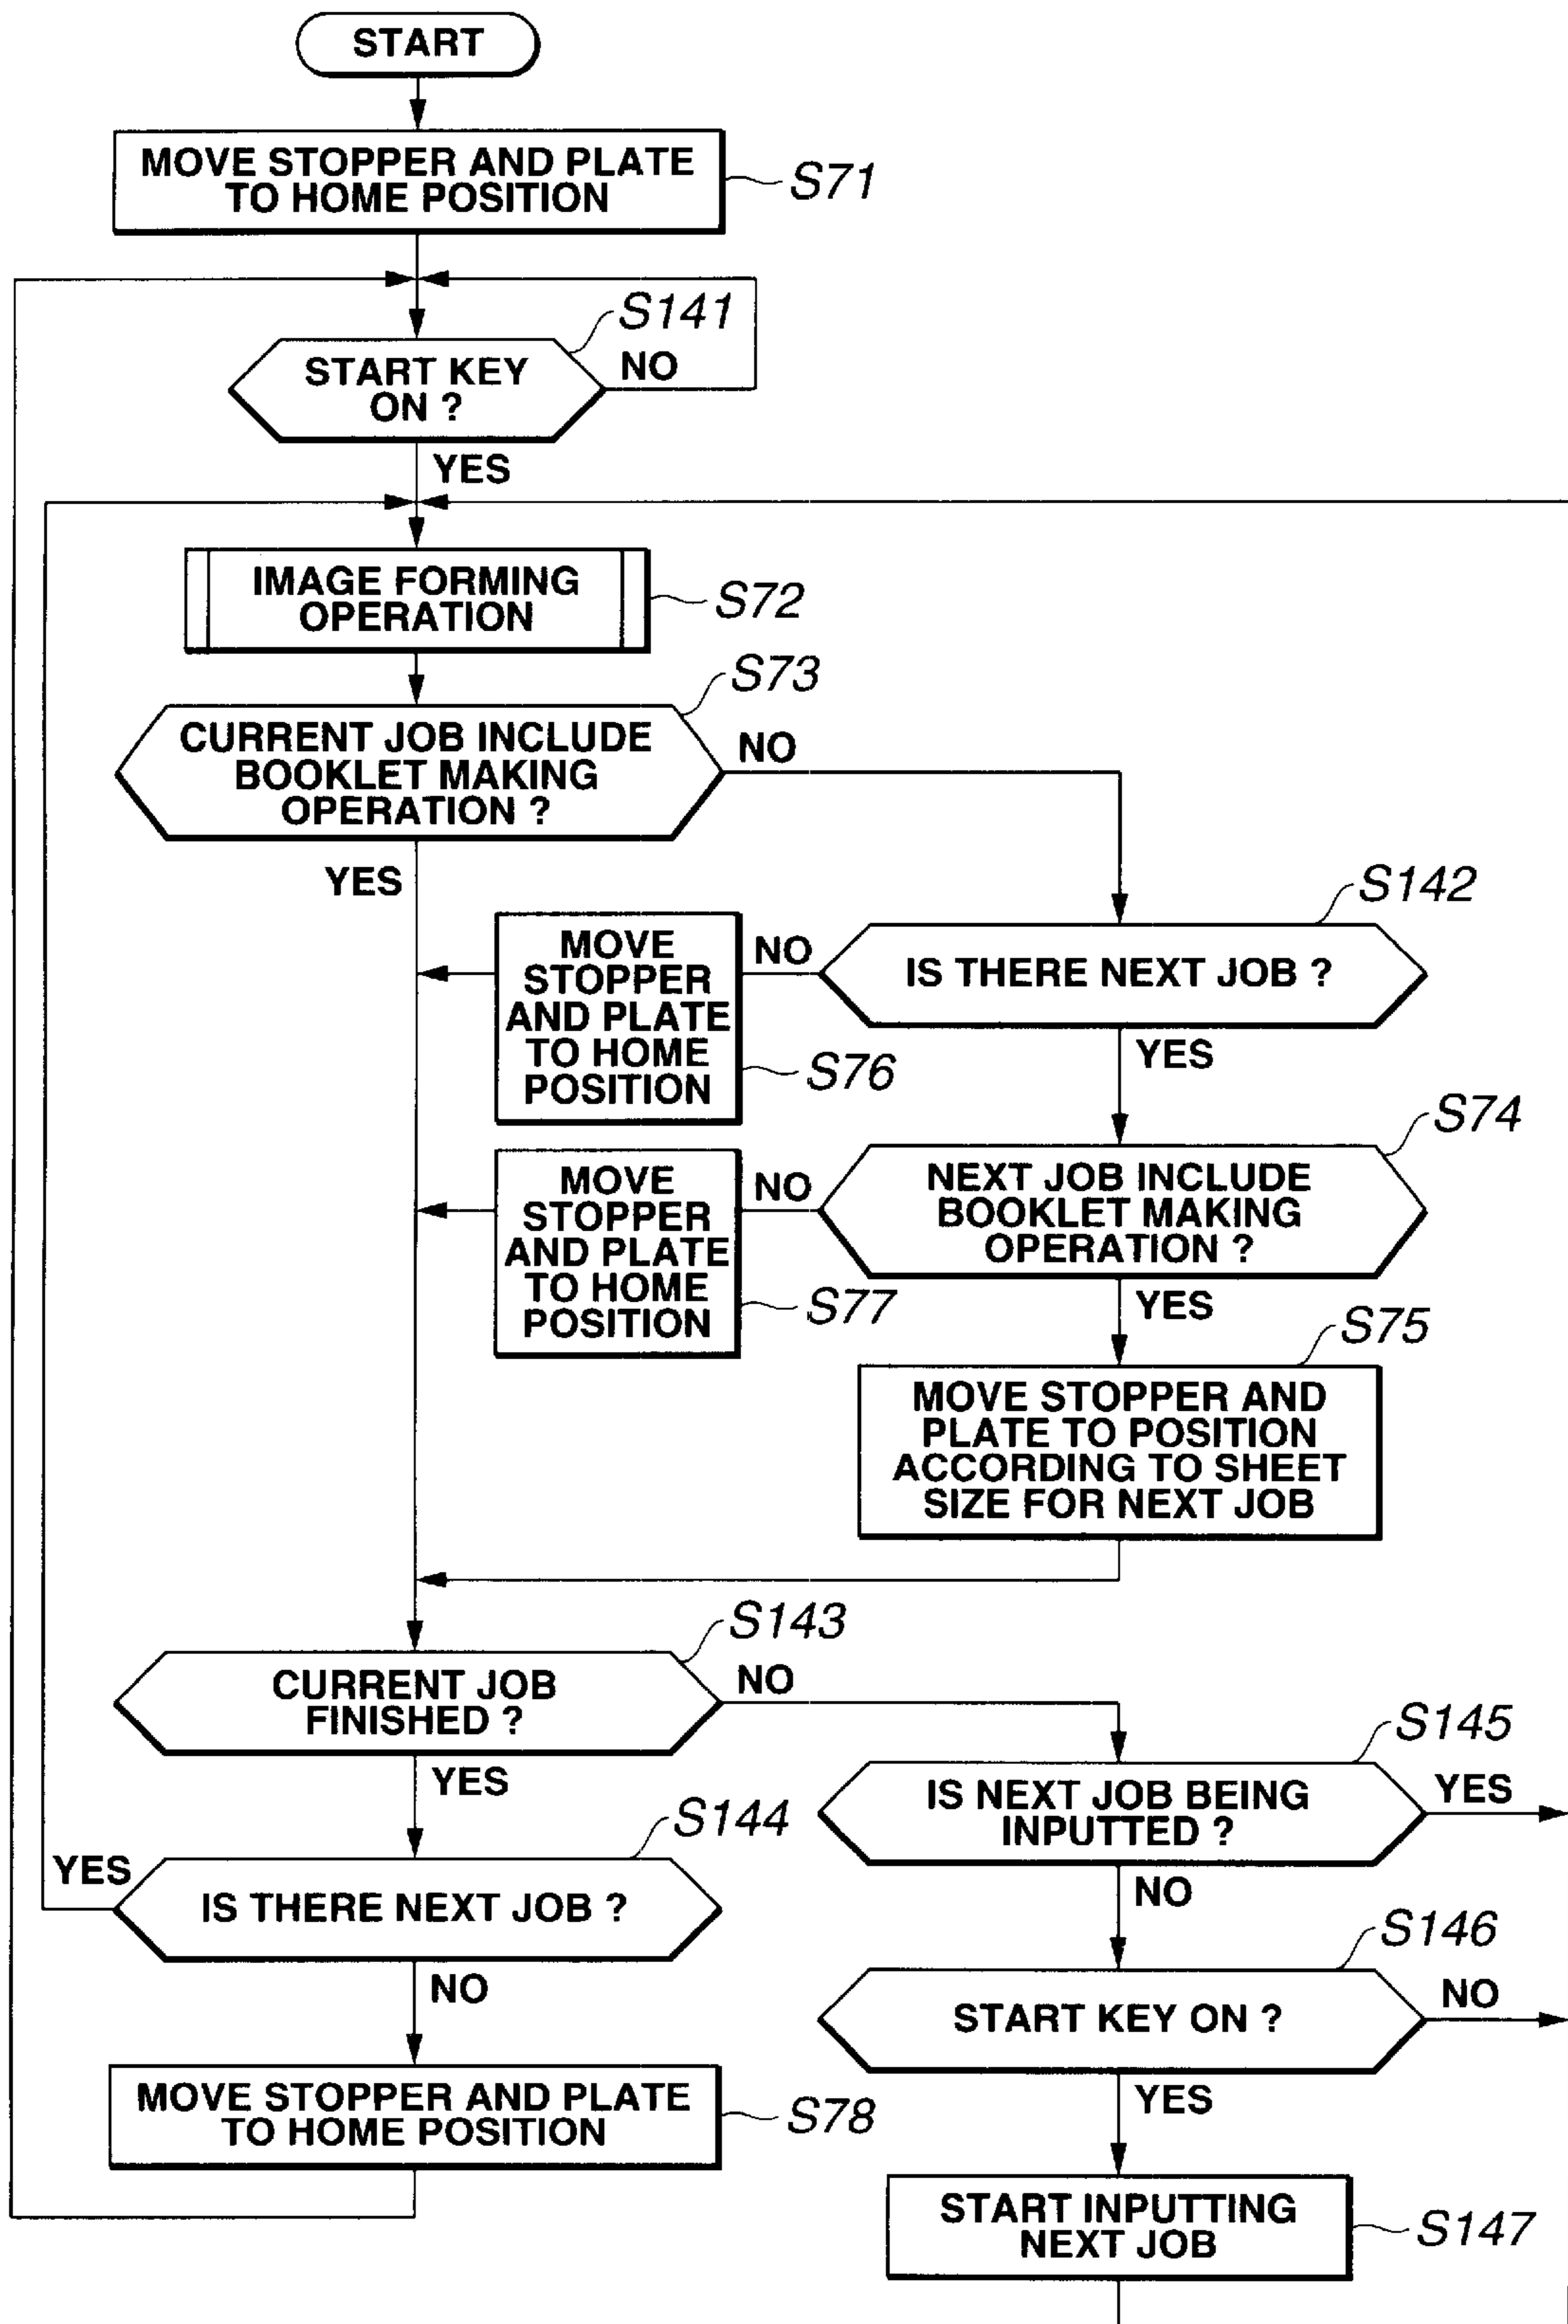 START
MOVE STOPPER AND PLATE
TO HOME POSITION
S71
S141
START KEY
ON ?
NO
YES
IMAGE FORMING
OPERATION
S72
S73
CURRENT JOB INCLUDE
BOOKLET MAKING
OPERATION ?
NO
YES
S142
IS THERE NEXT JOB ?
NO
YES
MOVE
STOPPER
AND PLATE
TO HOME
POSITION
S76
S74
NEXT JOB INCLUDE
BOOKLET MAKING
OPERATION ?
NO
YES
MOVE
STOPPER
AND PLATE
TO HOME
POSITION
S77
S75
MOVE STOPPER AND
PLATE TO POSITION
ACCORDING TO SHEET
SIZE FOR NEXT JOB
S143
CURRENT JOB
FINISHED ?
NO
YES
S145
IS NEXT JOB BEING
INPUTTED ?
YES
NO
S144
YES
IS THERE NEXT JOB ?
NO
S146
START KEY ON ?
NO
YES
MOVE STOPPER AND PLATE
TO HOME POSITION
S78
START INPUTTING
NEXT JOB
S147